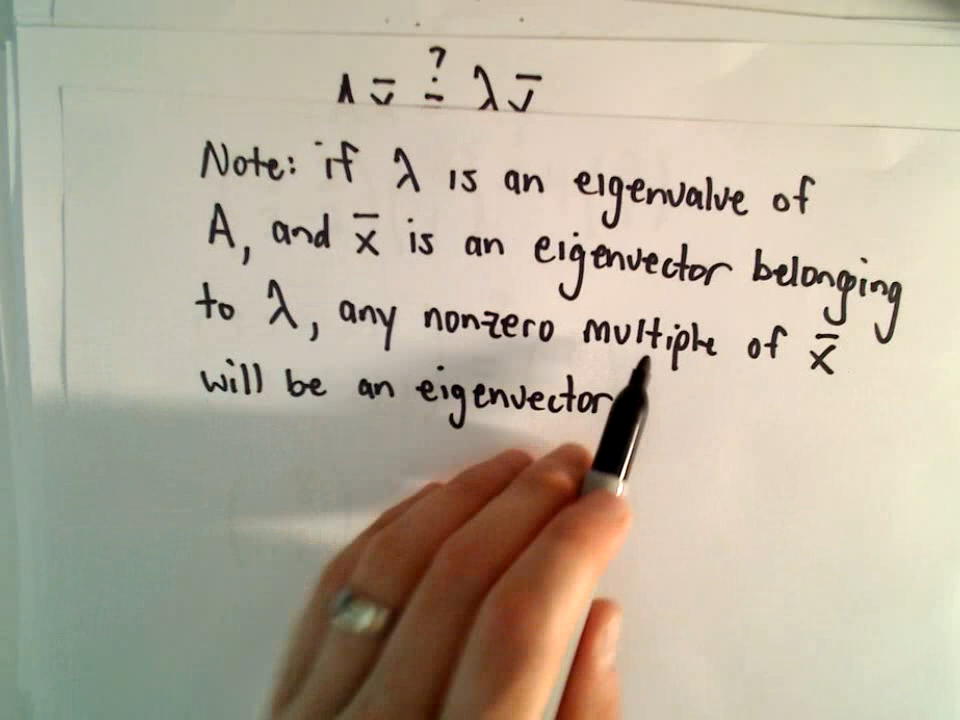 A v̄ ?= λ v̄
Note: if λ is an eigenvalue of
A, and x̄ is an eigenvector belonging
to λ, any nonzero multiple of x̄
will be an eigenvector